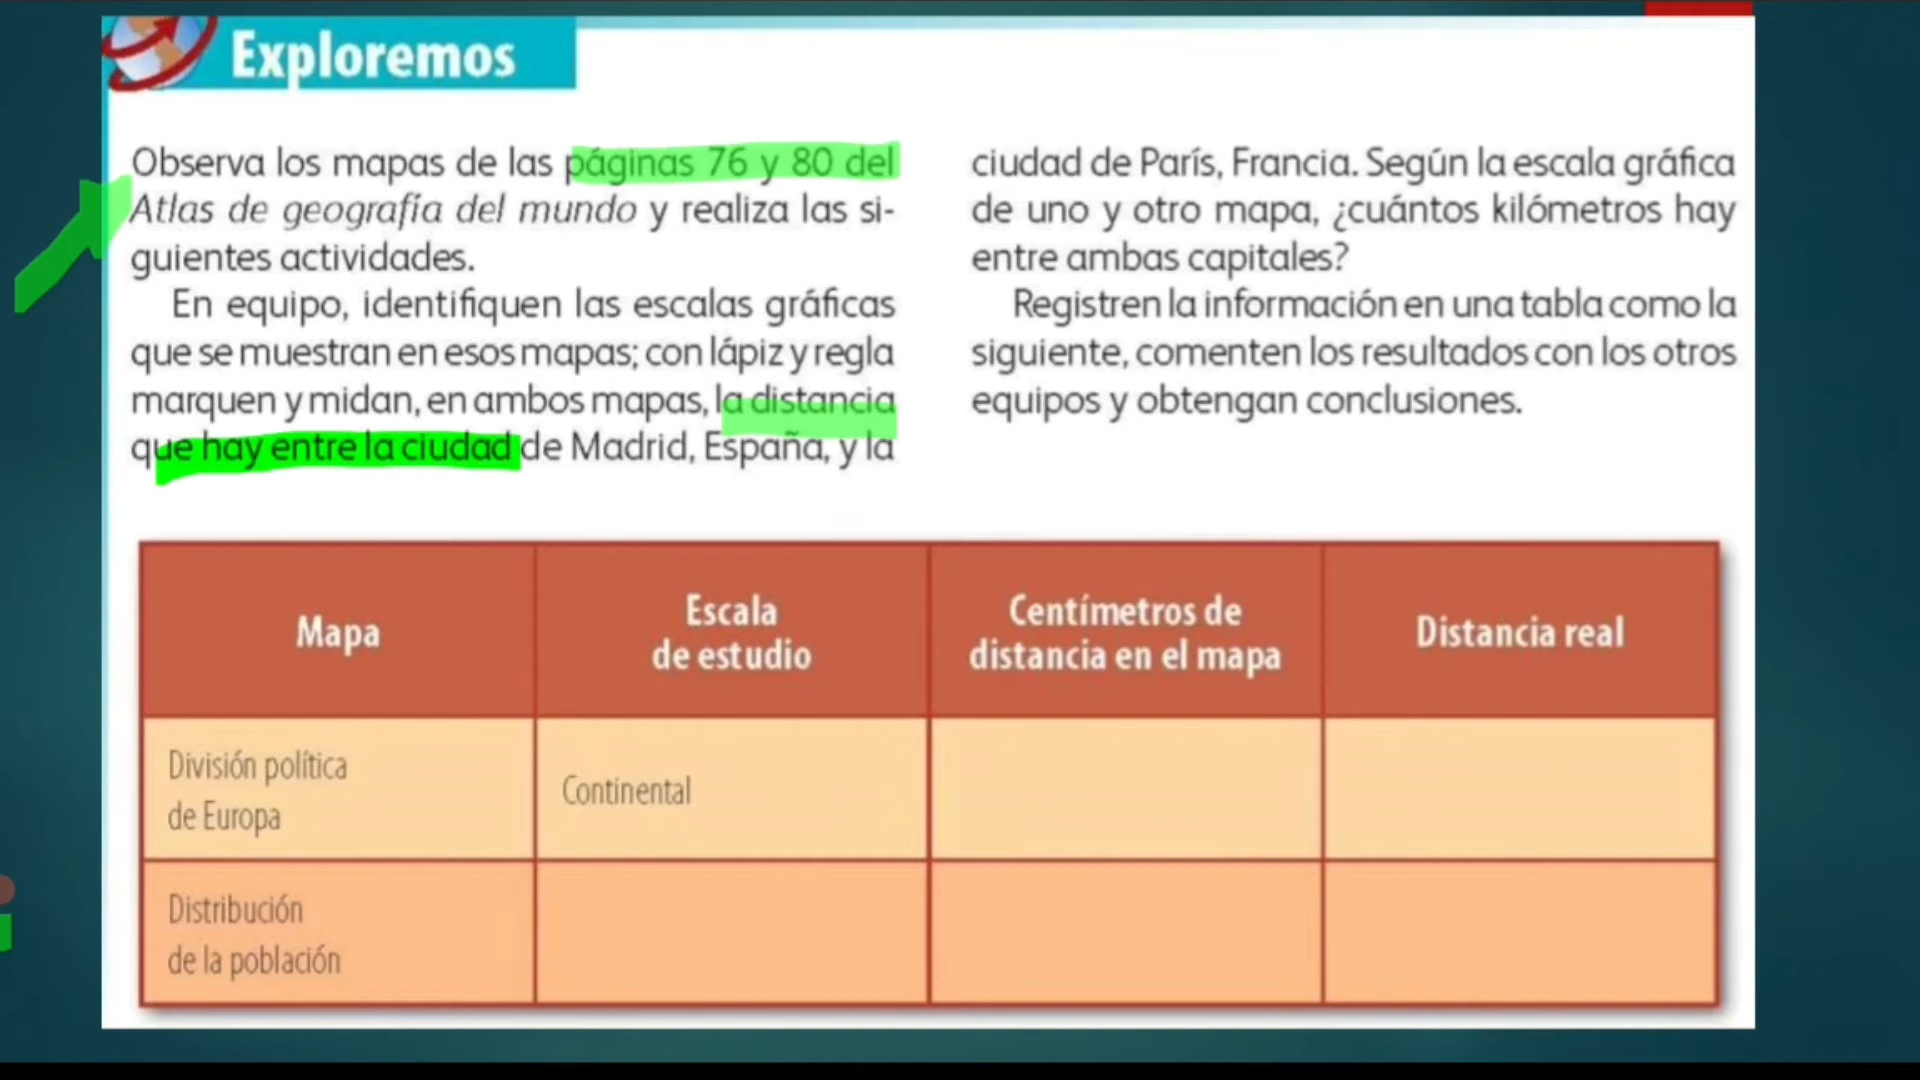 Exploremos
Observa los mapas de las páginas 76 y 80 del
Atlas de geografía del mundo y realiza las si-
guientes actividades.
En equipo, identifiquen las escalas gráficas
que se muestran en esos mapas; con lápiz y regla
marquen y midan, en ambos mapas, la distancia
que hay entre la ciudad de Madrid, España, y la
ciudad de París, Francia. Según la escala gráfica
de uno y otro mapa, ¿cuántos kilómetros hay
entre ambas capitales?
Registren la información en una tabla como la
siguiente, comenten los resultados con los otros
equipos y obtengan conclusiones.
Mapa
Escala
de estudio
Centímetros de
distancia en el mapa
Distancia real
División política
de Europa
Continental
Distribución
de la población